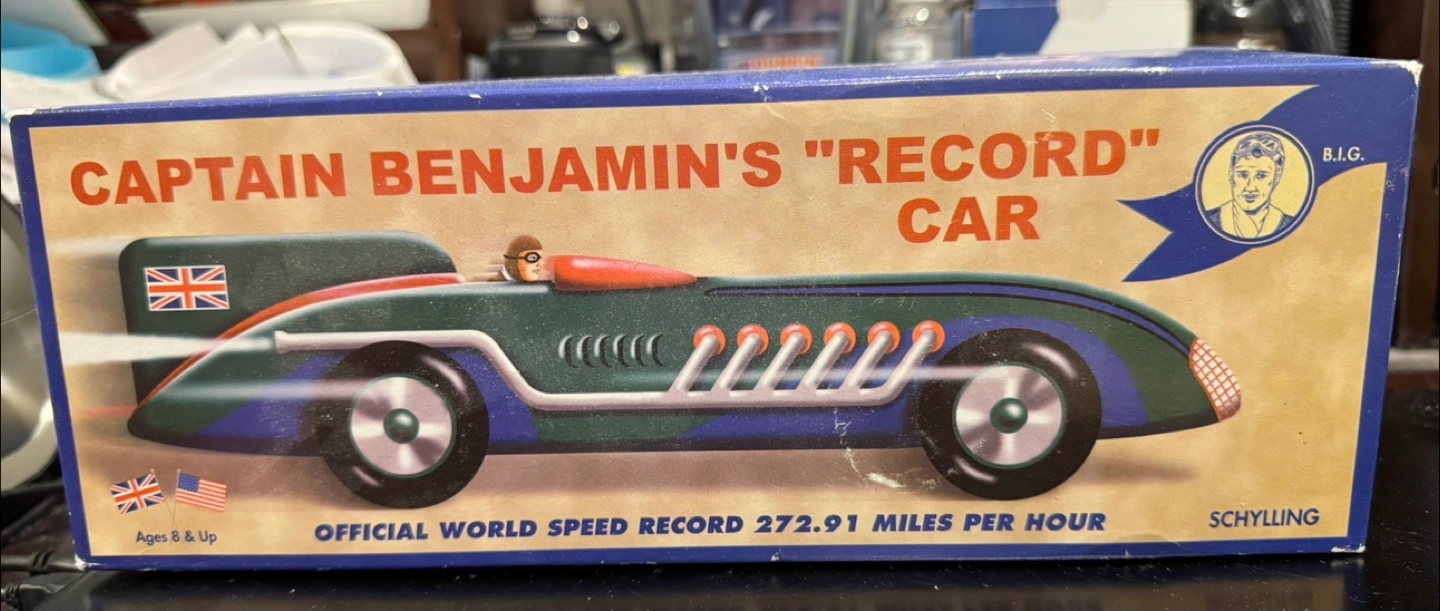 CAPTAIN BENJAMIN'S "RECORD"
CAR
B.I.G.
Ages 8 & Up
OFFICIAL WORLD SPEED RECORD 272.91 MILES PER HOUR
SCHYLLING